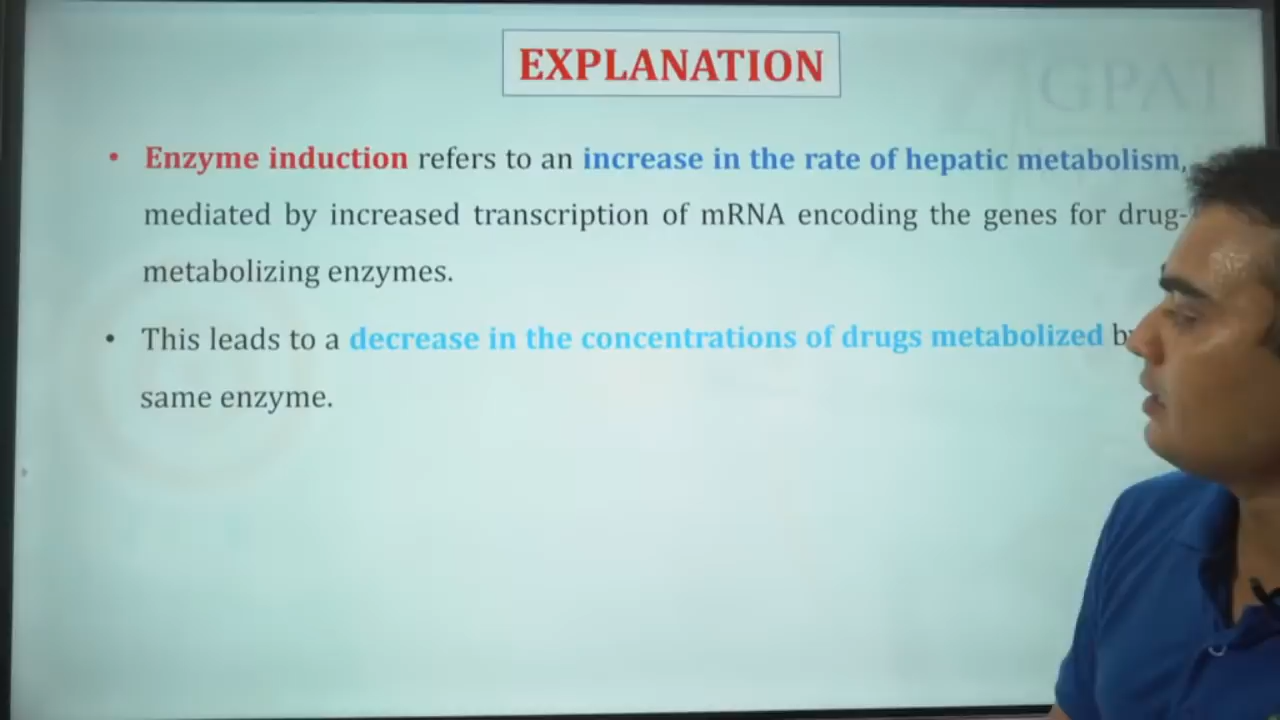 GPAT
EXPLANATION
• Enzyme induction refers to an increase in the rate of hepatic metabolism,
mediated by increased transcription of mRNA encoding the genes for drug-
metabolizing enzymes.
• This leads to a decrease in the concentrations of drugs metabolized
same enzyme.